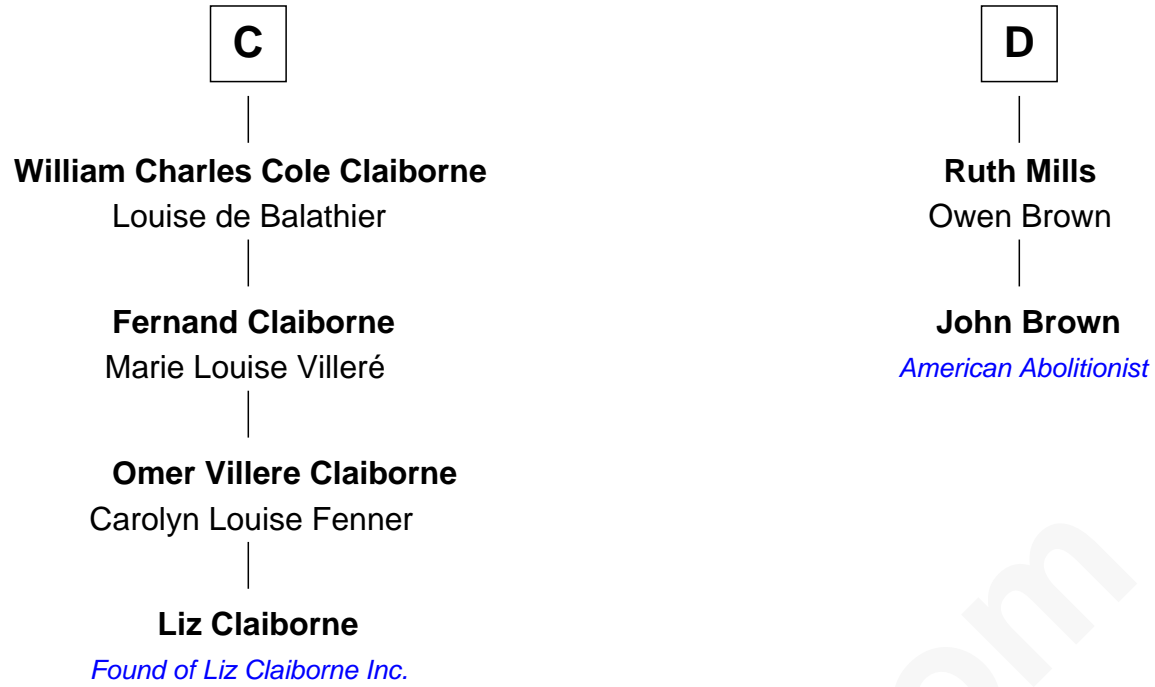 C
William Charles Cole Claiborne
Louise de Balathier
Fernand Claiborne
Marie Louise Villeré
Omer Villere Claiborne
Carolyn Louise Fenner
Liz Claiborne
Found of Liz Claiborne Inc.
D
Ruth Mills
Owen Brown
John Brown
American Abolitionist
om